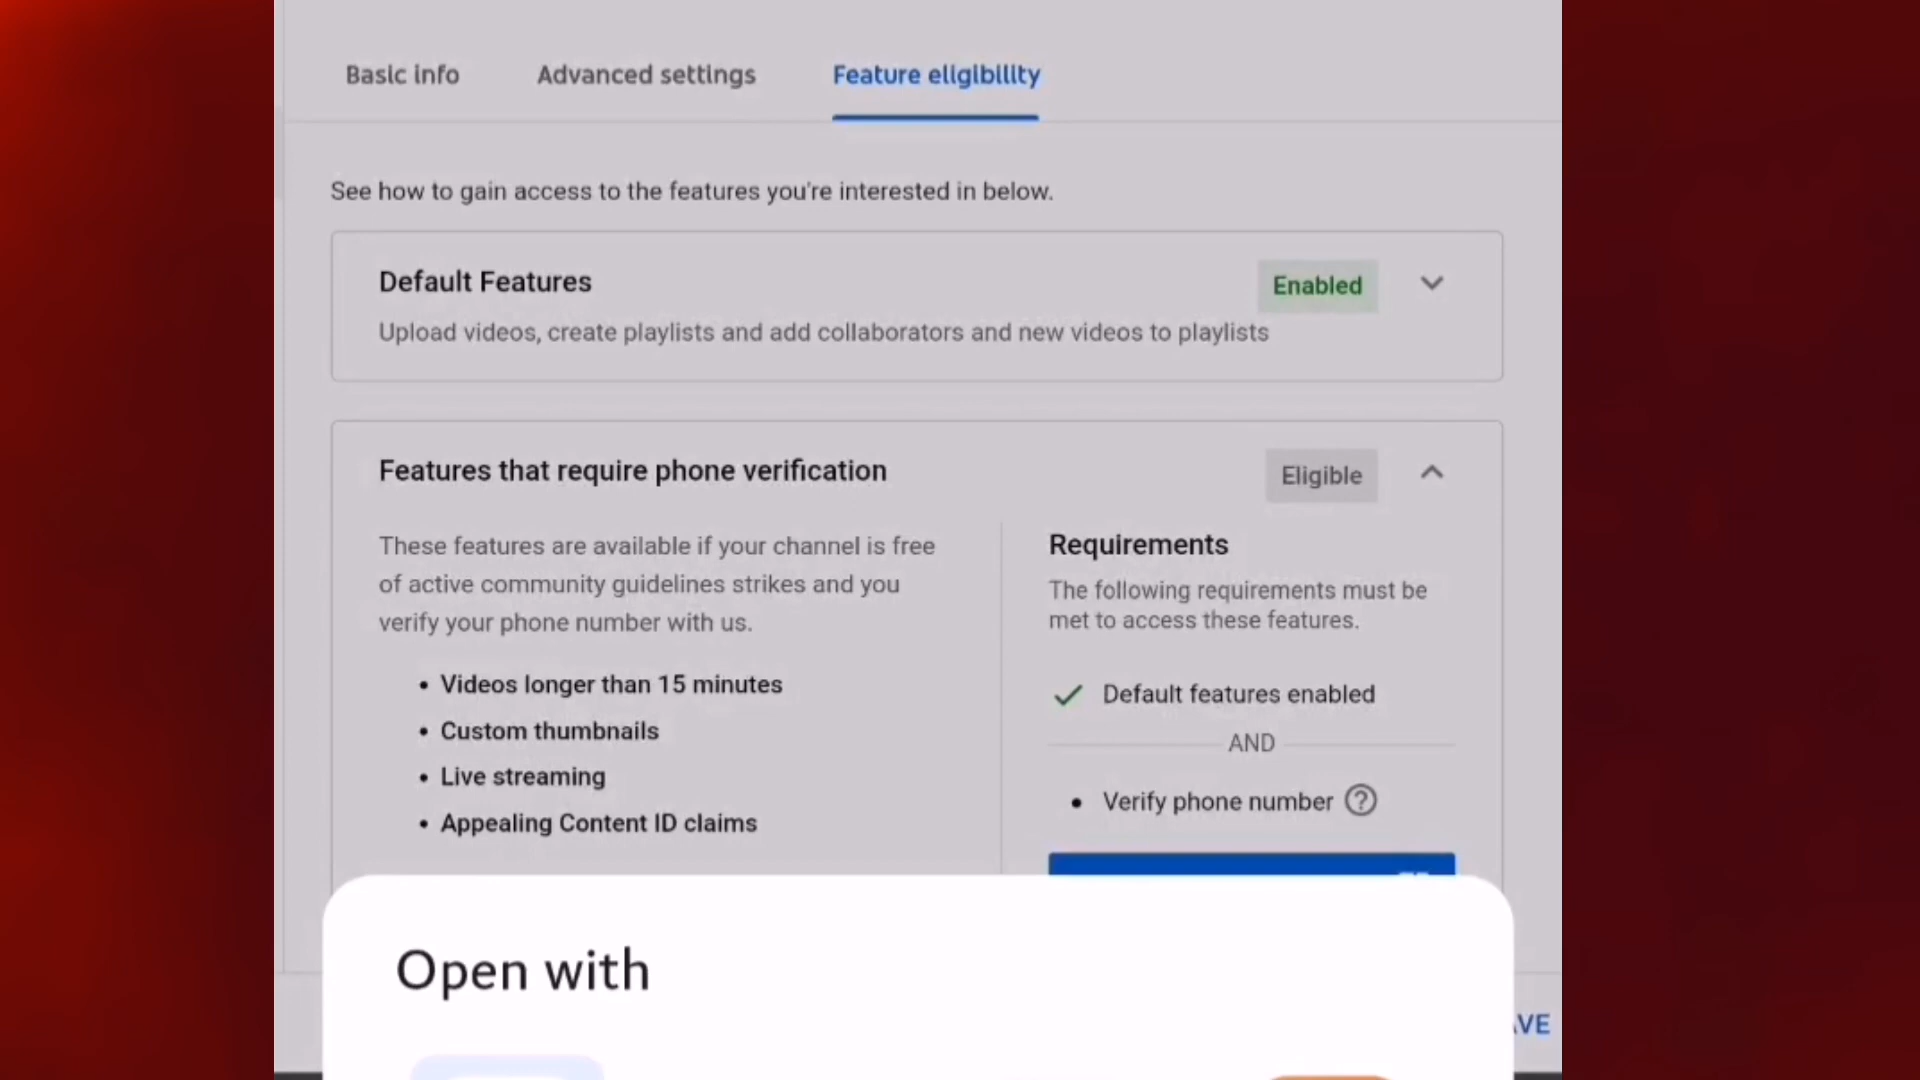 Basic info Advanced settings Feature eligibility
See how to gain access to the features you're interested in below.
Default Features Enabled
Upload videos, create playlists and add collaborators and new videos to playlists
Features that require phone verification Eligible
These features are available if your channel is free
of active community guidelines strikes and you
verify your phone number with us.
• Videos longer than 15 minutes
• Custom thumbnails
• Live streaming
• Appealing Content ID claims
Requirements
The following requirements must be
met to access these features.
Default features enabled
AND
• Verify phone number
Open with